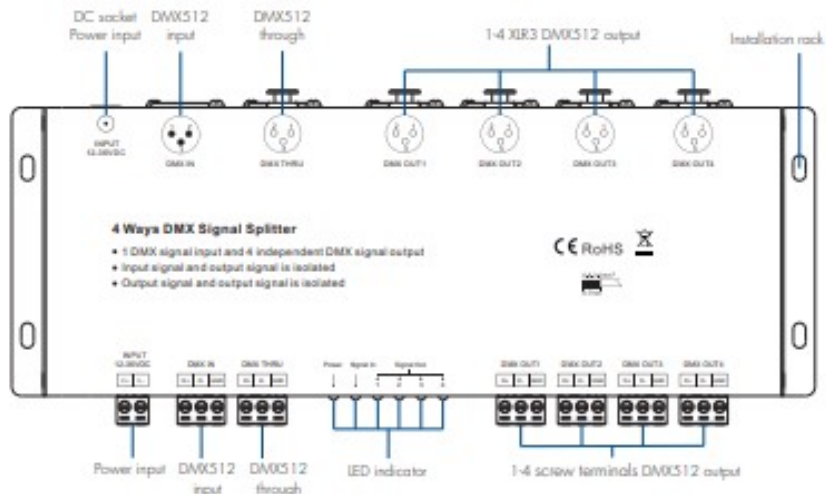 DC socket
Power input
DMX512
input
DMX512
through
1-4 XLR3 DMX512 output
Installation rack
INPUT
12-36VDC
DMX IN
DMX THRU
DMX OUT1
DMX OUT2
DMX OUT3
DMX OUT4
4 Ways DMX Signal Splitter
• 1 DMX signal input and 4 independent DMX signal output
• Input signal and output signal is isolated
• Output signal and output signal is isolated
CE RoHS
INPUT
12-36VDC
DMX IN
DMX THRU
Power
Signal In
Signal Out
1 2 3 4
DMX OUT1
DMX OUT2
DMX OUT3
DMX OUT4
Power input
DMX512
input
DMX512
through
LED indicator
1-4 screw terminals DMX512 output